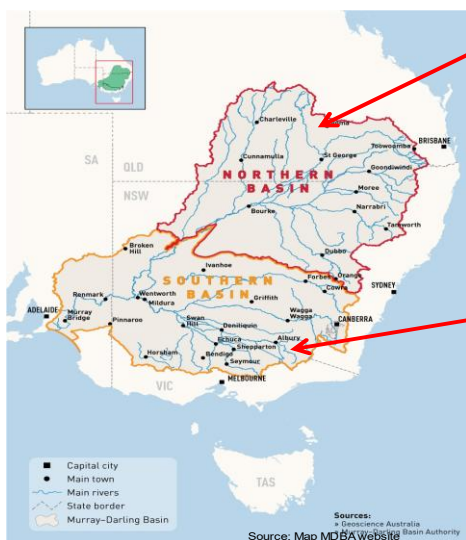 Charleville
Roma
BRISBANE
Toowoomba
SA
QLD
Cunnamulla
St George
Goondiwindi
NORTHERN
BASIN
NSW
Moree
Bourke
Narrabri
Tamworth
Broken
Hill
Dubbo
Ivanhoe
SOUTHERN
BASIN
Forbes
Orange
Cowra
SYDNEY
Renmark
Wentworth
Mildura
Griffith
ADELAIDE
Murray
Bridge
Pinnaroo
Swan
Hill
Deniliquin
Wagga
Wagga
CANBERRA
Echuca
Albury
Shepparton
Horsham
Bendigo
Seymour
VIC
MELBOURNE
TAS
Capital city
Main town
Main rivers
State border
Murray–Darling Basin
Sources:
» Geoscience Australia
» Murray–Darling Basin Authority
Source: Map MDBA website